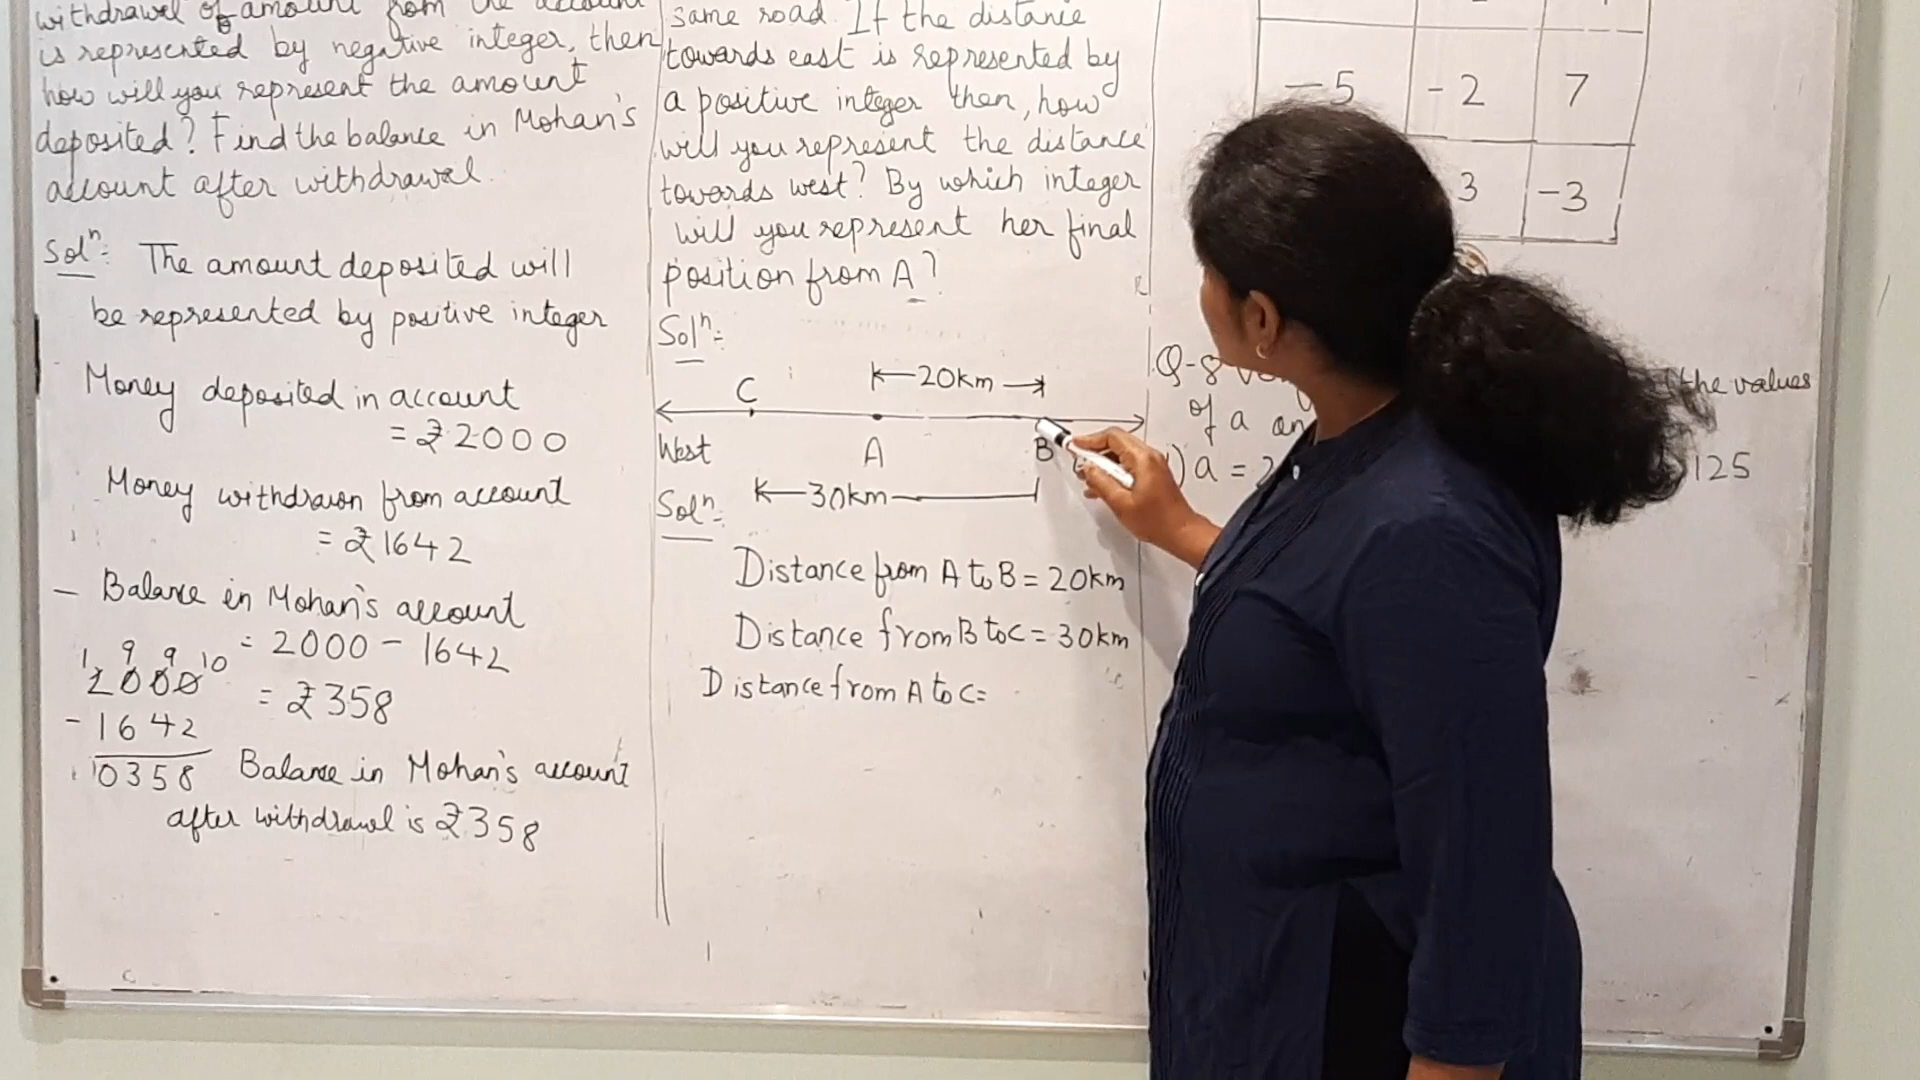 withdrawal of amount from the account
is represented by negative integer, then
how will you represent the amount
deposited? Find the balance in Mohan's
account after withdrawal.
Solⁿ:
The amount deposited will
be represented by positive integer
Money deposited in account
= ₹2000
Money withdrawn from account
= ₹1642
Balance in Mohan's account
= 2000 - 1642
= ₹358
1 9 9 10
2000
- 1642
0358
Balance in Mohan's account
after withdrawl is ₹358
same road. If the distance
towards east is represented by
a positive integer then, how
will you represent the distance
towards west? By which integer
will you represent her final
position from A?
Solⁿ:
20km
C
West A B
30km
Solⁿ:
Distance from A to B = 20km
Distance from B to C = 30km
Distance from A to C =
-5 -2 7
3 -3
Q-8 the values
of a
a = 2 125